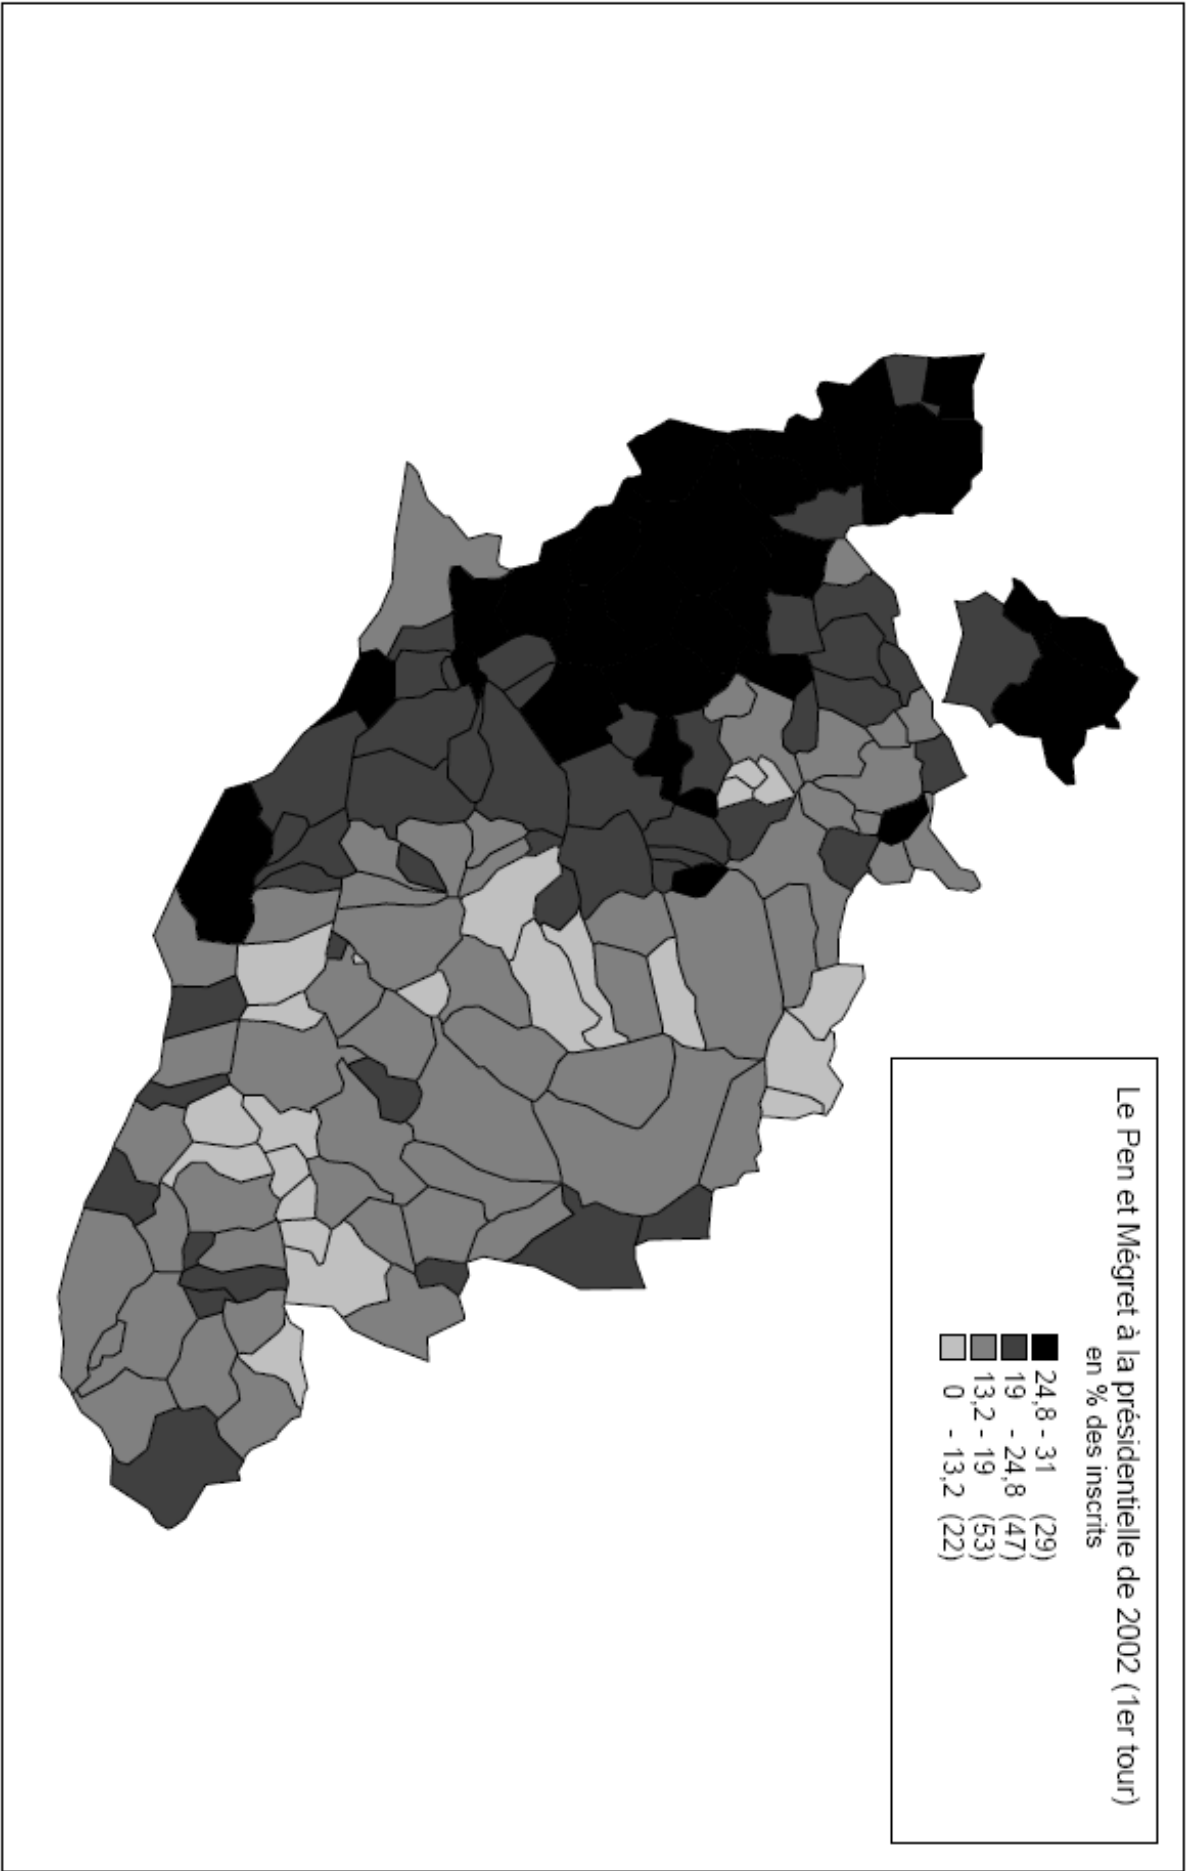 Le Pen et Mégret à la présidentielle de 2002 (1er tour)
en % des inscrits
24,8 - 31 (29)
19 - 24,8 (47)
13,2 - 19 (53)
0 - 13,2 (22)